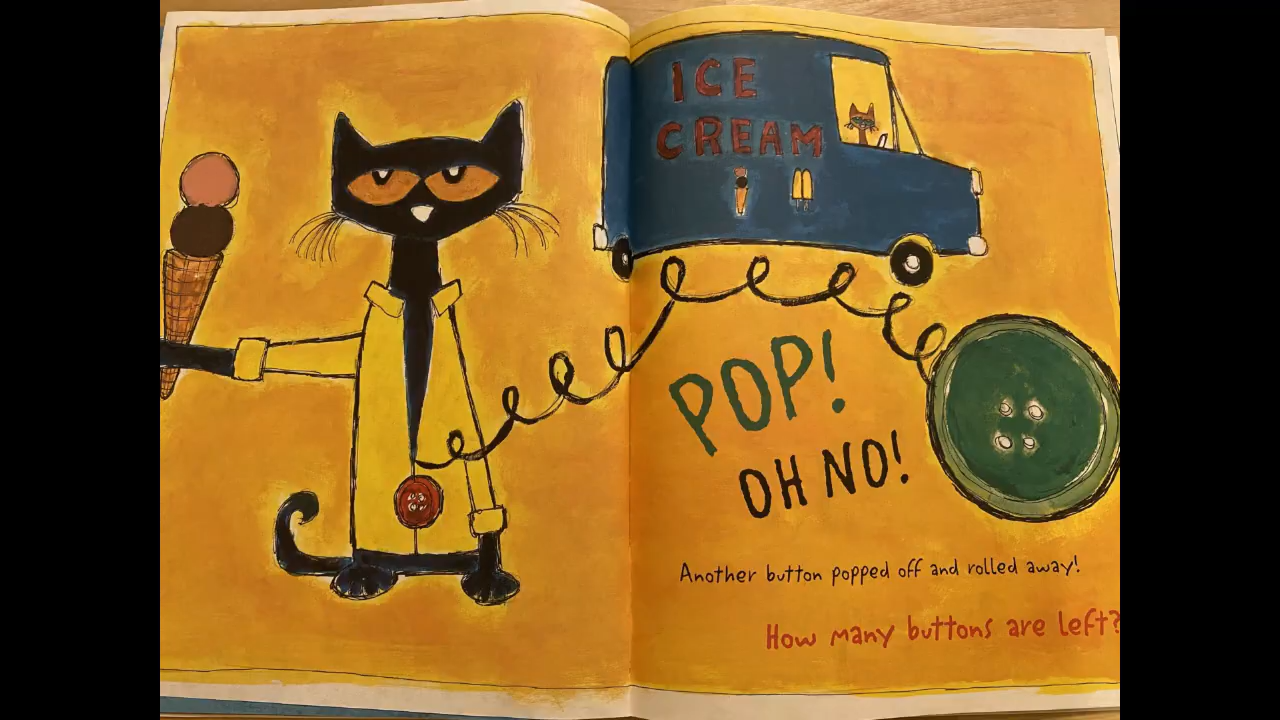 ICE
CREAM
POP!
OH NO!
Another button popped off and rolled away!
How many buttons are left?